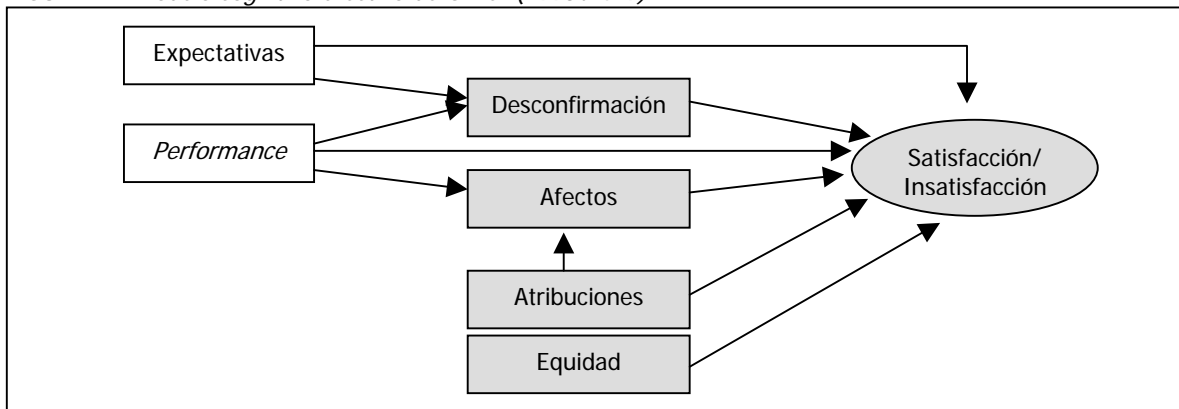 Expectativas
Desconfirmación
Performance
Satisfacción/
Insatisfacción
Afectos
Atribuciones
Equidad